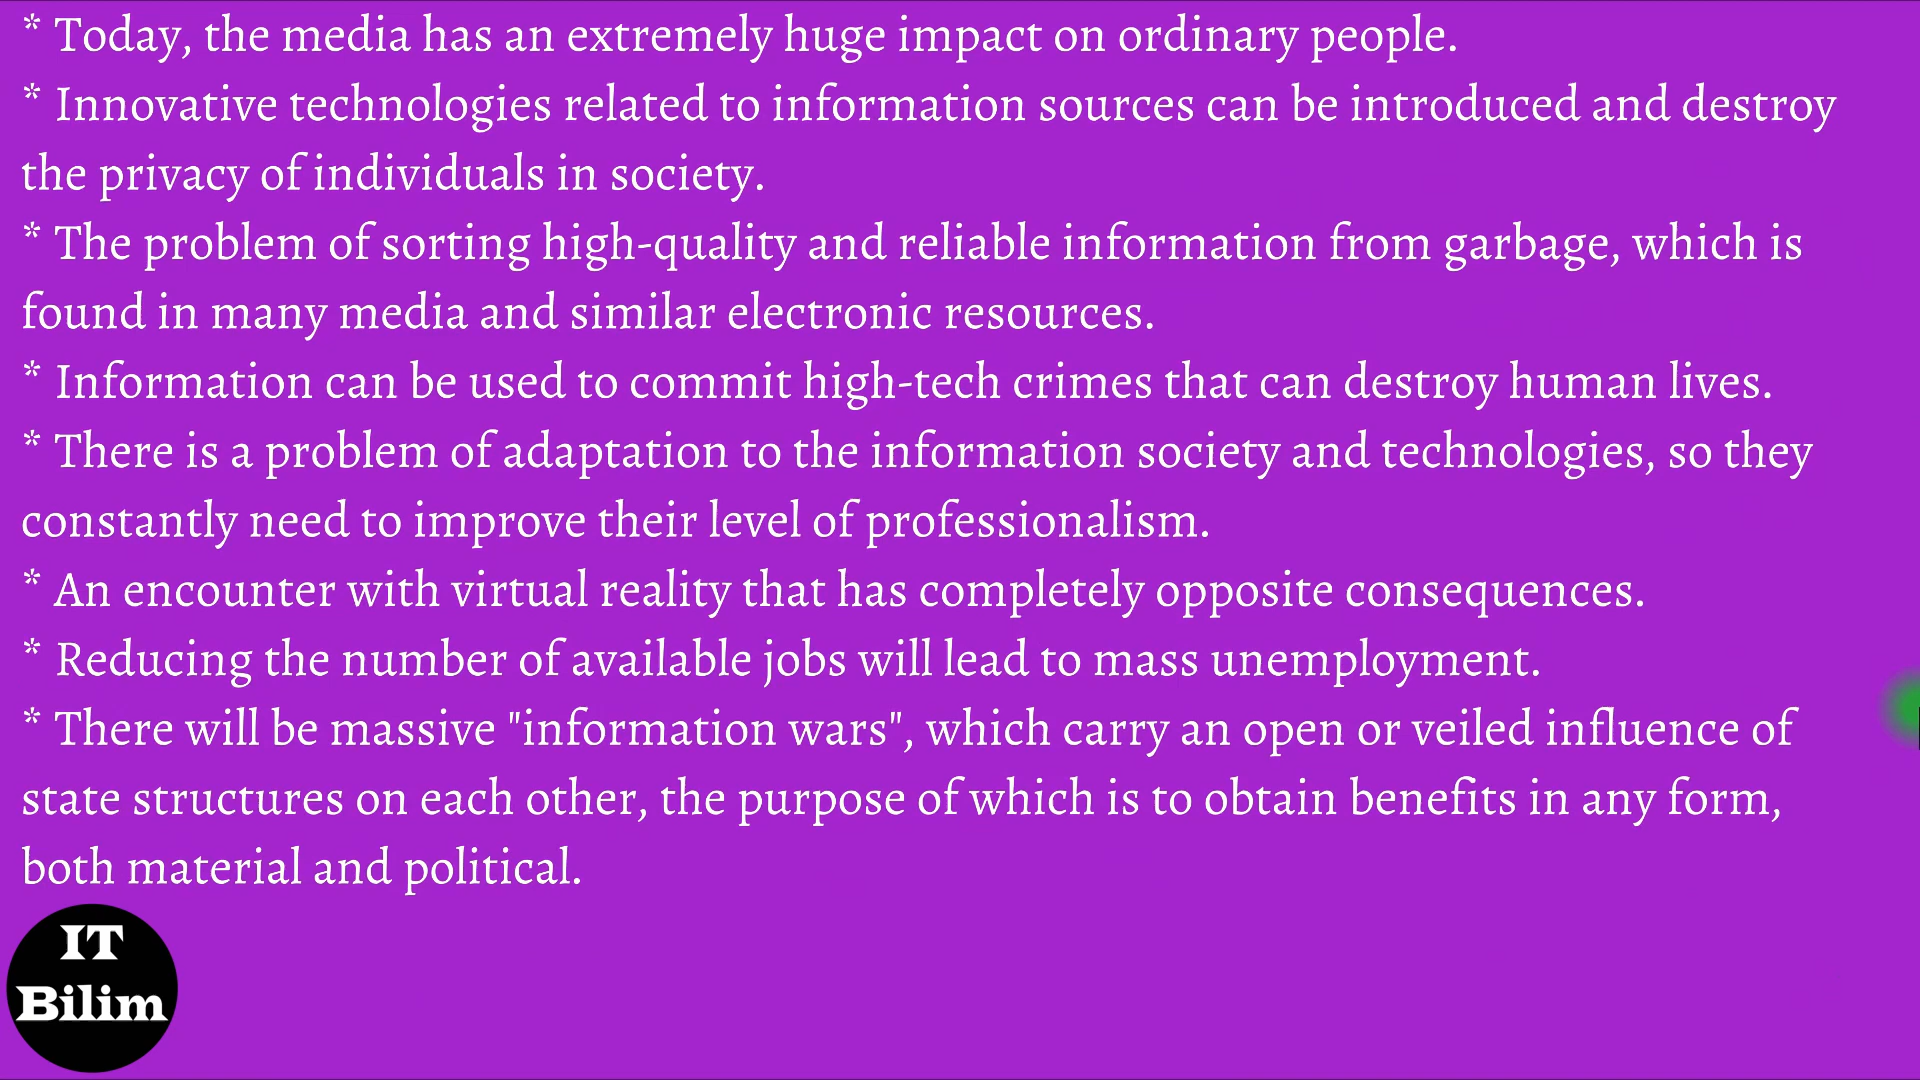 * Today, the media has an extremely huge impact on ordinary people.
* Innovative technologies related to information sources can be introduced and destroy
the privacy of individuals in society.
* The problem of sorting high-quality and reliable information from garbage, which is
found in many media and similar electronic resources.
* Information can be used to commit high-tech crimes that can destroy human lives.
* There is a problem of adaptation to the information society and technologies, so they
constantly need to improve their level of professionalism.
* An encounter with virtual reality that has completely opposite consequences.
* Reducing the number of available jobs will lead to mass unemployment.
* There will be massive "information wars", which carry an open or veiled influence of
state structures on each other, the purpose of which is to obtain benefits in any form,
both material and political.
IT
Bilim